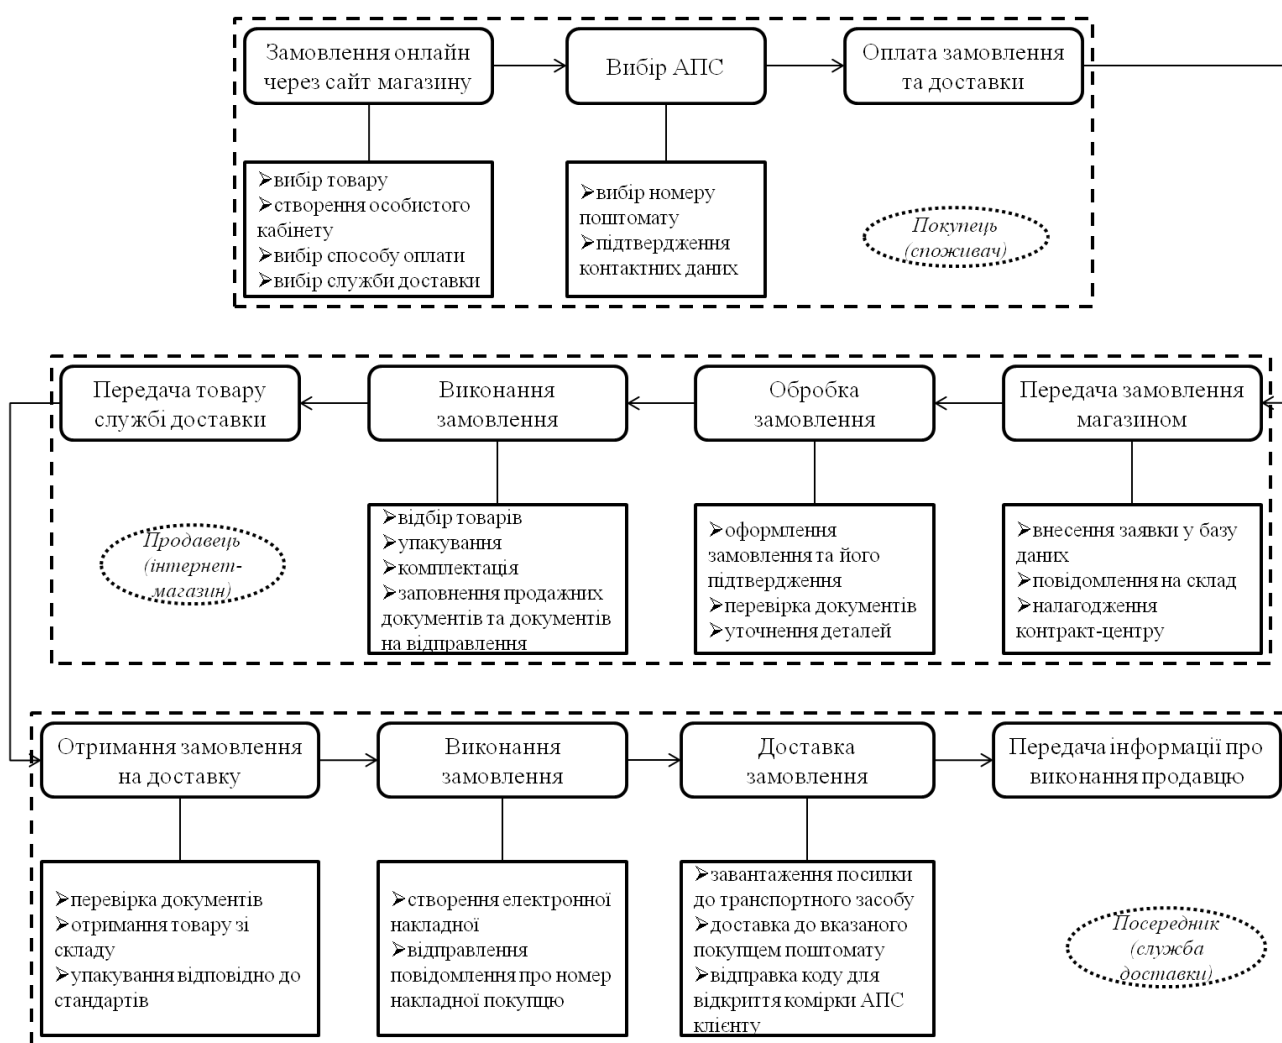 Замовлення онлайн
через сайт магазину
Вибір АПС
Оплата замовлення
та доставки
➤вибір товару
➤створення особистого
кабінету
➤вибір способу оплати
➤вибір служби доставки
➤вибір номеру
поштомату
➤підтвердження
контактних даних
Покупець
(споживач)
Передача товару
службі доставки
Виконання
замовлення
Обробка
замовлення
Передача замовлення
магазином
Продавець
(інтернет-
магазин)
➤відбір товарів
➤упакування
➤комплектація
➤заповнення продажних
документів та документів
на відправлення
➤оформлення
замовлення та його
підтвердження
➤перевірка документів
➤уточнення деталей
➤внесення заявки у базу
даних
➤повідомлення на склад
➤налагодження
контракт-центру
Отримання замовлення
на доставку
Виконання
замовлення
Доставка
замовлення
Передача інформації про
виконання продавцю
➤перевірка документів
➤отримання товару зі
складу
➤упакування відповідно до
стандартів
➤створення електронної
накладної
➤відправлення
повідомлення про номер
накладної покупцю
➤завантаження посилки
до транспортного засобу
➤доставка до вказаного
покупцем поштомату
➤відправка коду для
відкриття комірки АПС
клієнту
Посередник
(служба
доставки)